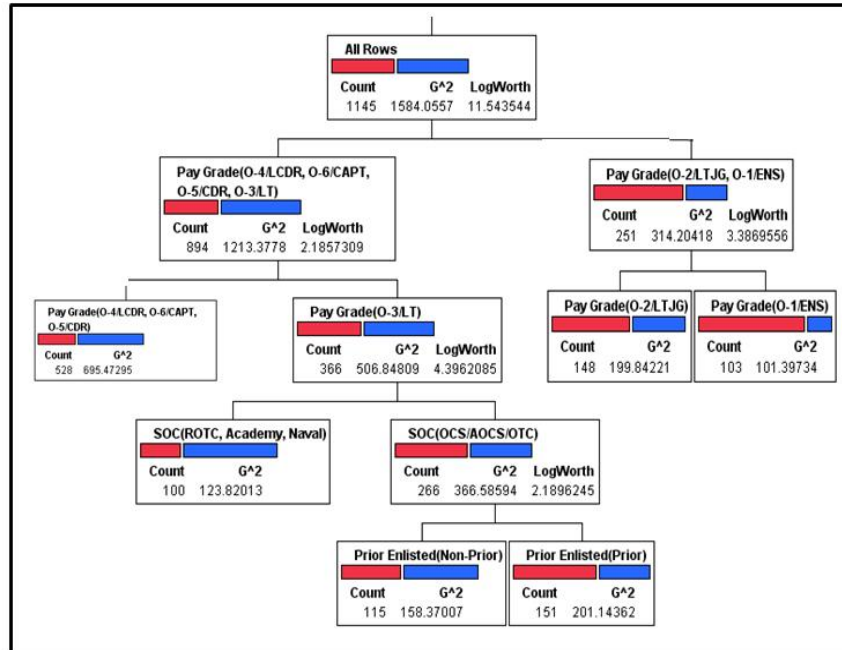 All Rows
Count G^2 LogWorth
1145 1584.0557 11.543544
Pay Grade(O-4/LCDR, O-6/CAPT,
O-5/CDR, O-3/LT)
Count G^2 LogWorth
894 1213.3778 2.1857309
Pay Grade(O-2/LTJG, O-1/ENS)
Count G^2 LogWorth
251 314.20418 3.3869556
Pay Grade(O-4/LCDR, O-6/CAPT,
O-5/CDR)
Count G^2
528 695.47295
Pay Grade(O-3/LT)
Count G^2 LogWorth
366 506.84809 4.3962085
Pay Grade(O-2/LTJG)
Count G^2
148 199.84221
Pay Grade(O-1/ENS)
Count G^2
103 101.39734
SOC(ROTC, Academy, Naval)
Count G^2
100 123.82013
SOC(OCS/AOCS/OTC)
Count G^2 LogWorth
266 366.58594 2.1896245
Prior Enlisted(Non-Prior)
Count G^2
115 158.37007
Prior Enlisted(Prior)
Count G^2
151 201.14362